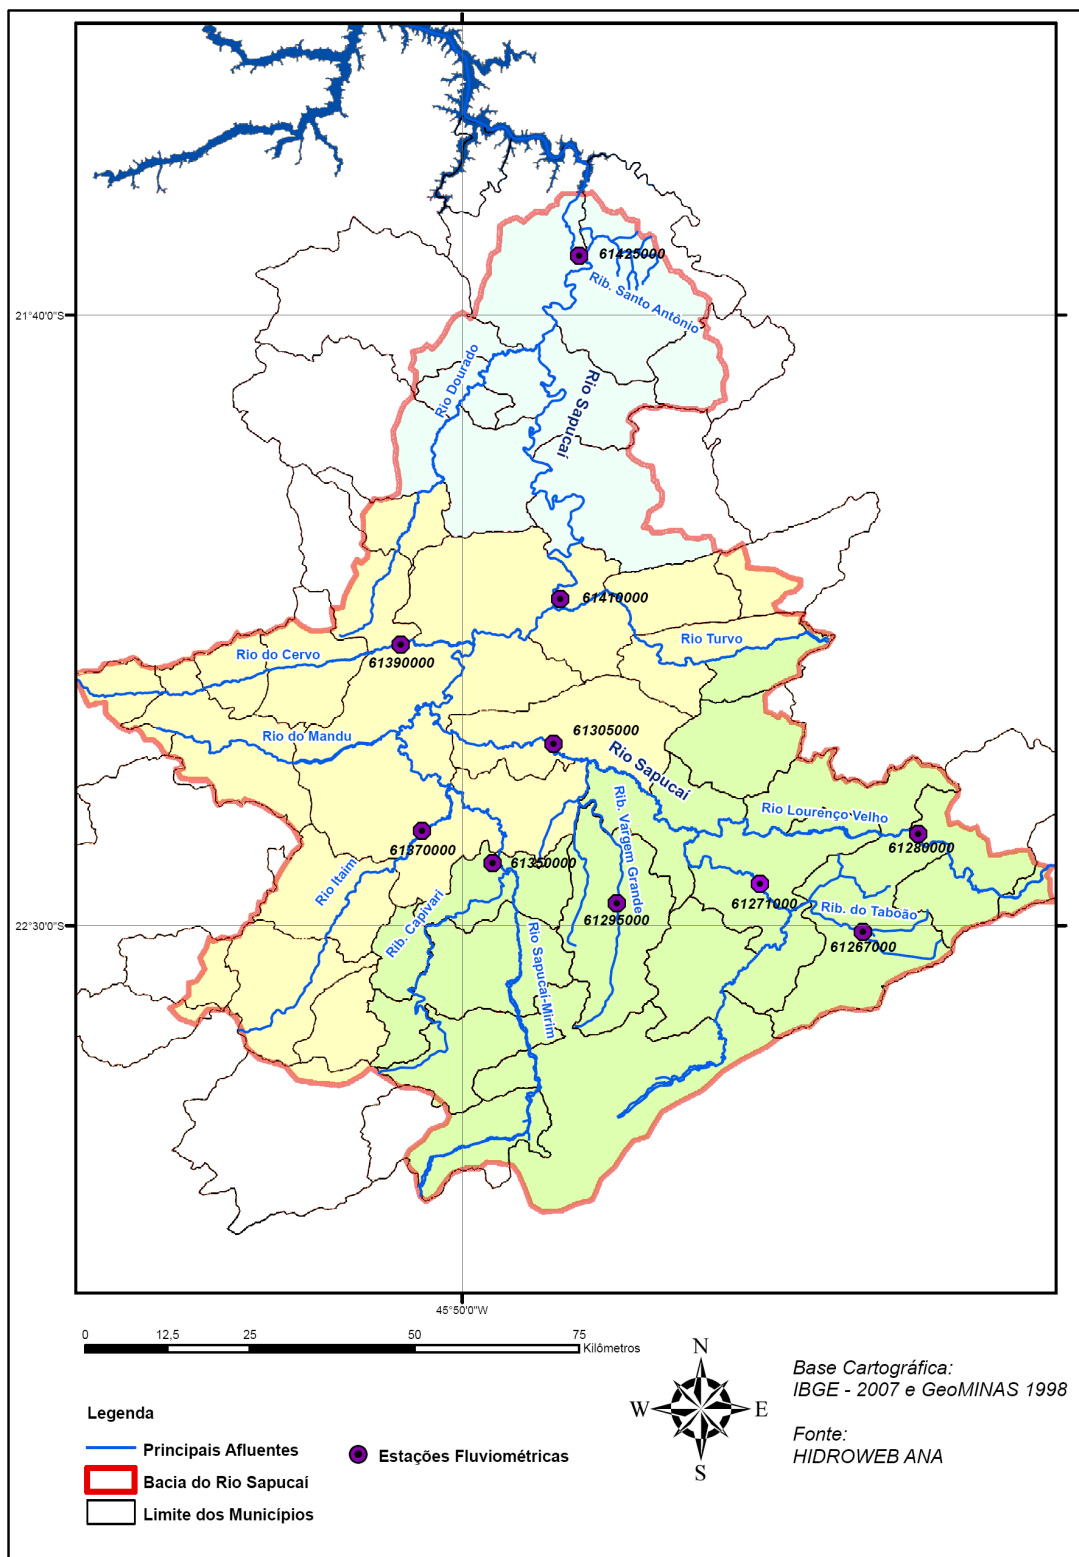 61425000
Rib. Santo Antônio
21°40'0"S
Rio Dourado
Rio Sapucaí
61410000
Rio Turvo
Rio do Cervo
61390000
61305000
Rio do Mandu
Rio Sapucaí
Rib. Vargem Grande
Rio Lourenço Velho
61280000
61370000
61350000
Rio Itaim
Rib. Capivari
61271000
61295000
Rib. do Taboão
22°30'0"S
61267000
Rio Sapucaí-Mirim
45°50'0"W
0 12,5 25 50 75
Kilômetros
N
W E
S
Base Cartográfica:
IBGE - 2007 e GeoMINAS 1998
Fonte:
HIDROWEB ANA
Legenda
Principais Afluentes
Estações Fluviométricas
Bacia do Rio Sapucaí
Limite dos Municípios